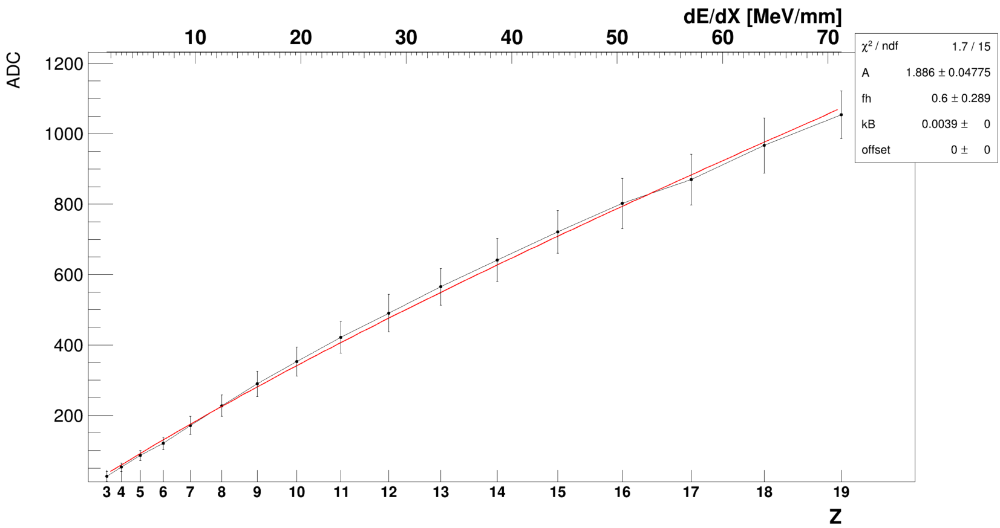 dE/dX [MeV/mm]
10 20 30 40 50 60 70
χ² / ndf 1.7 / 15
A 1.886 ± 0.04775
fh 0.6 ± 0.289
kB 0.0039 ± 0
offset 0 ± 0
ADC
1200
1000
800
600
400
200
3 4 5 6 7 8 9 10 11 12 13 14 15 16 17 18 19
Z